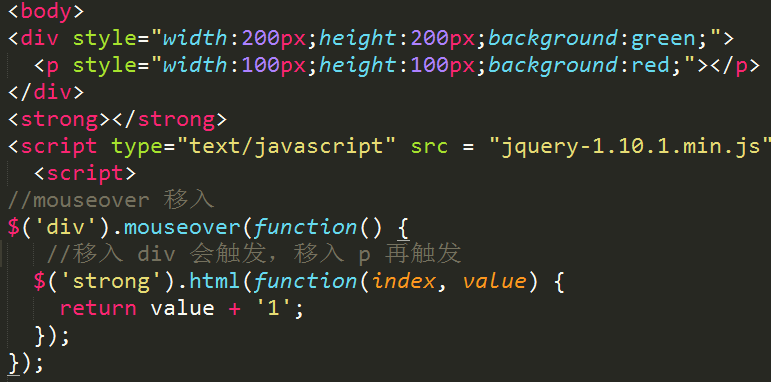 <body>
<div style="width:200px;height:200px;background:green;">
  <p style="width:100px;height:100px;background:red;"></p>
</div>
<strong></strong>
<script type="text/javascript" src = "jquery-1.10.1.min.js"
  <script>
//mouseover 移入
$('div').mouseover(function() {
   //移入 div 会触发，移入 p 再触发
  $('strong').html(function(index, value) {
    return value + '1';
  });
});